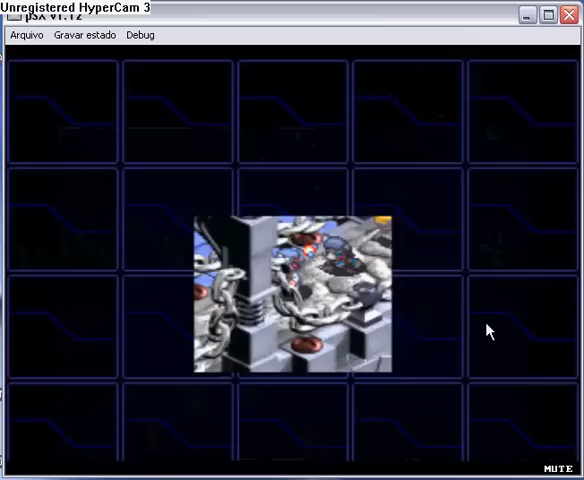 Unregistered HyperCam 3
pSX v1.12
Arquivo Gravar estado Debug
MUTE